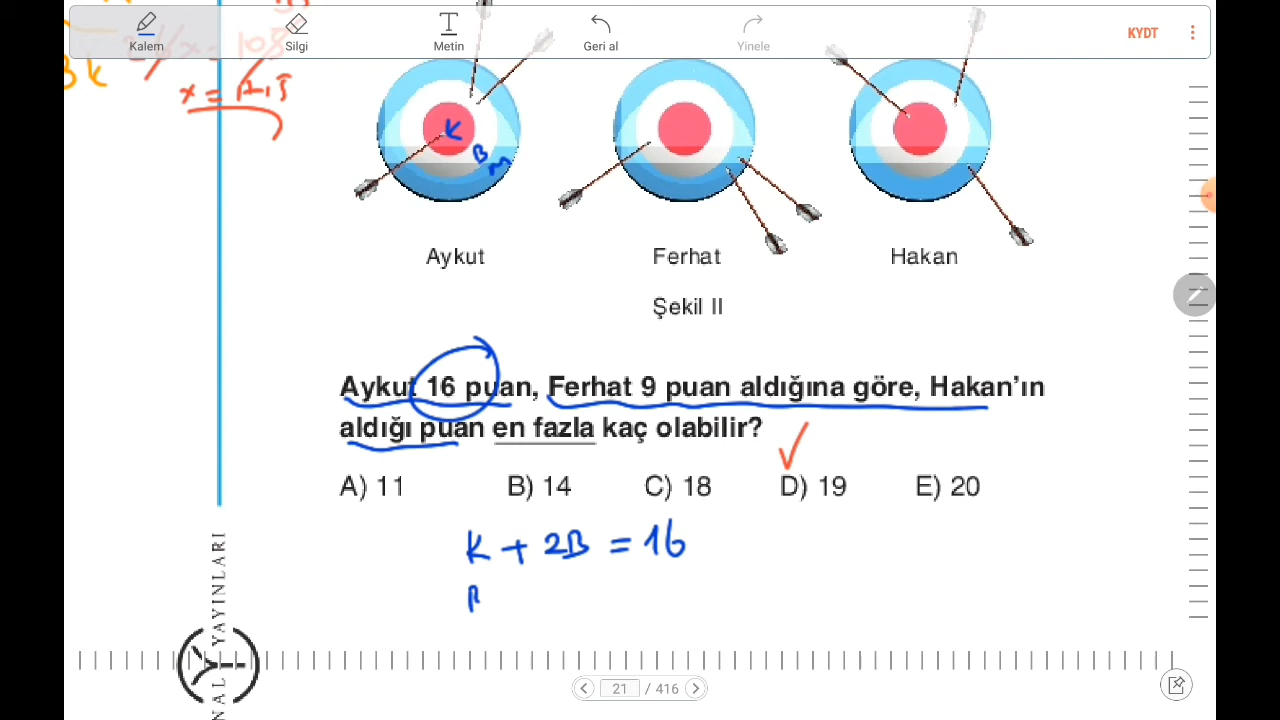 Kalem
Silgi
Metin
Geri al
Yinele
KYDT
3k
x =
K
B
m
Aykut
Ferhat
Hakan
Şekil II
Aykut 16 puan, Ferhat 9 puan aldığına göre, Hakan'ın
aldığı puan en fazla kaç olabilir?
A) 11 B) 14 C) 18 D) 19 E) 20
K + 2B = 16
NAL YAYINLARI
21 / 416